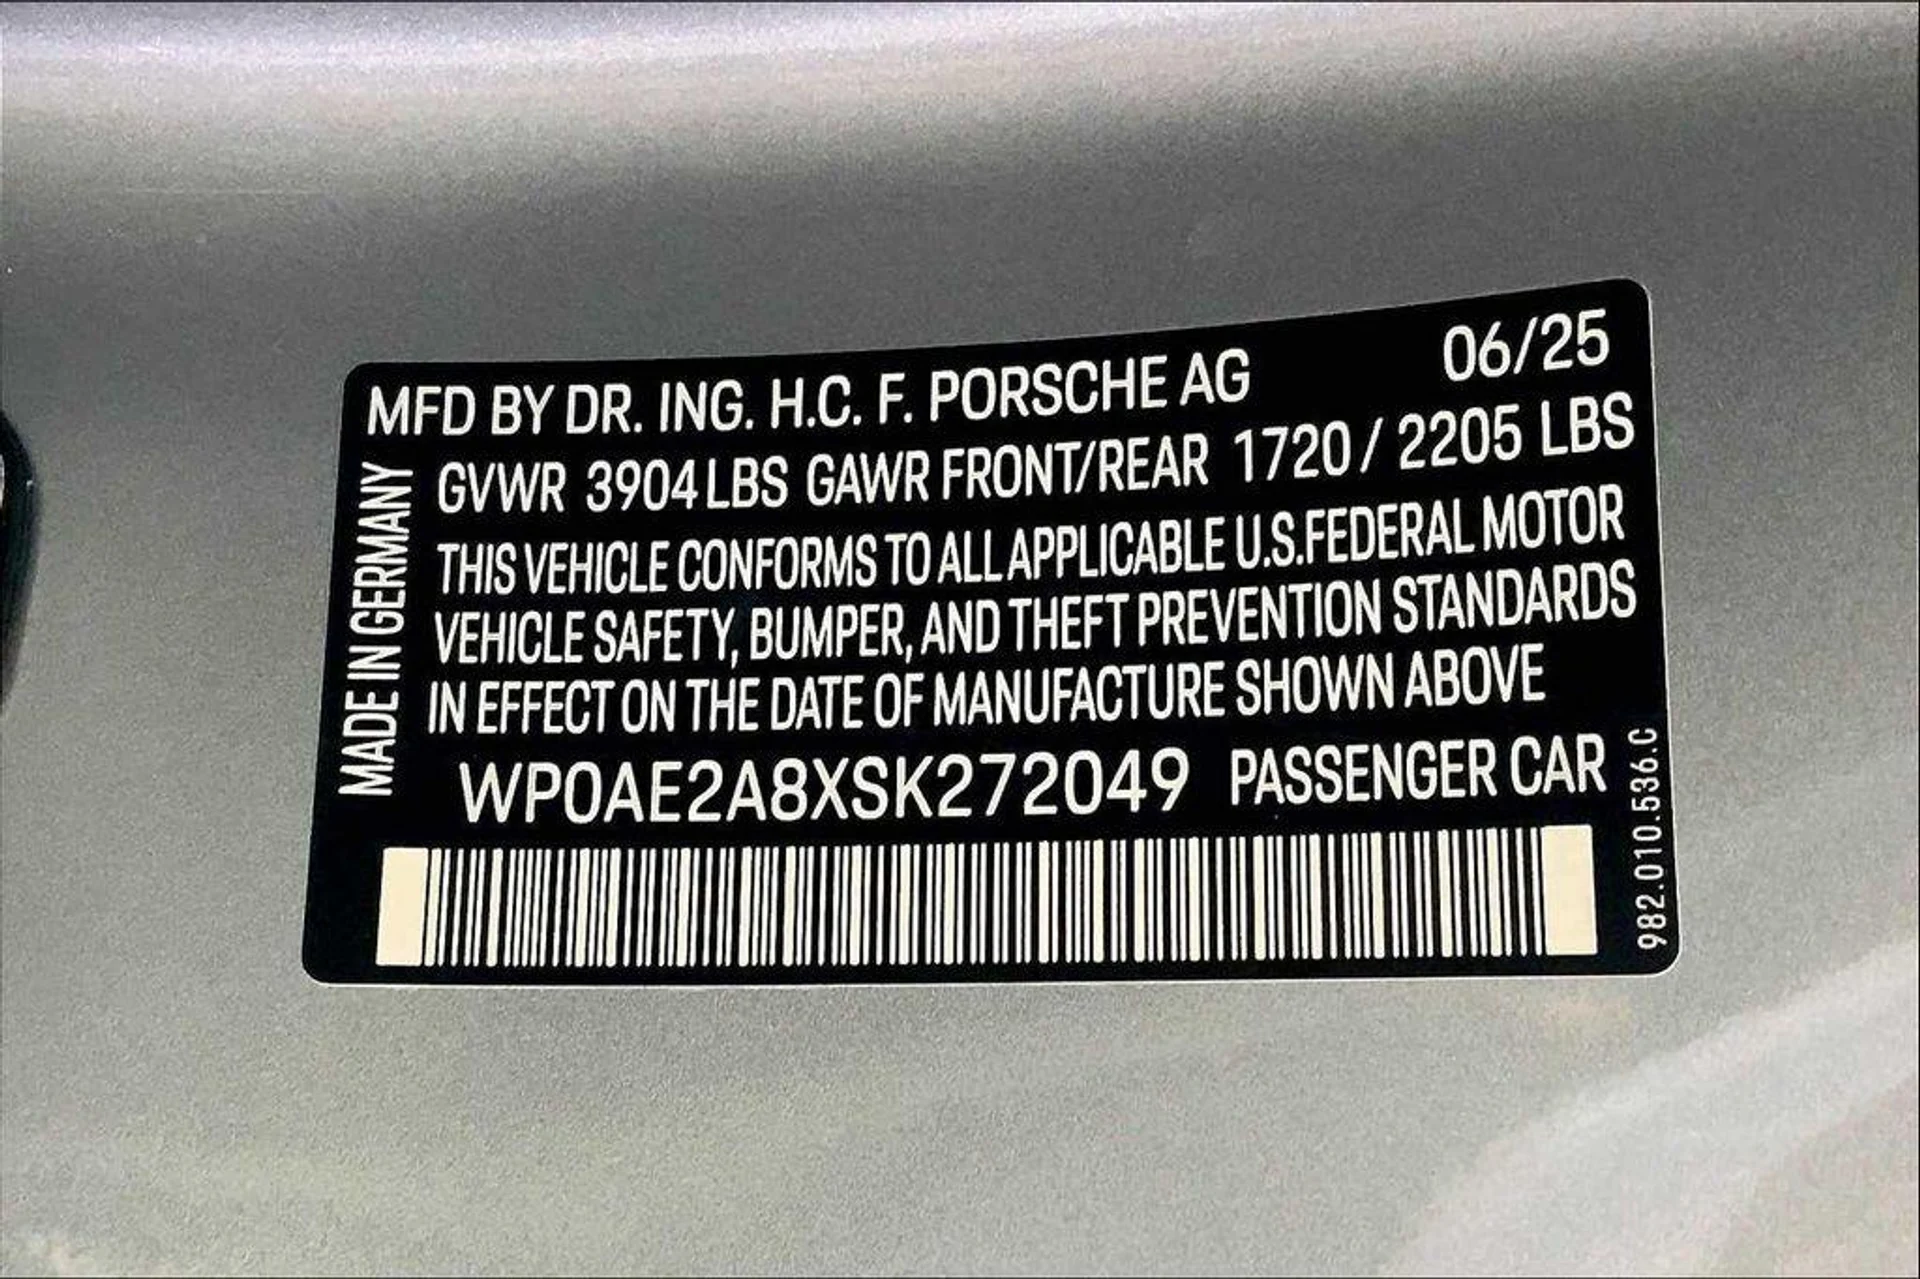 MFD BY DR. ING. H.C. F. PORSCHE AG 06/25
GVWR 3904 LBS GAWR FRONT/REAR 1720 / 2205 LBS
THIS VEHICLE CONFORMS TO ALL APPLICABLE U.S.FEDERAL MOTOR
VEHICLE SAFETY, BUMPER, AND THEFT PREVENTION STANDARDS
IN EFFECT ON THE DATE OF MANUFACTURE SHOWN ABOVE
WP0AE2A8XSK272049 PASSENGER CAR
MADE IN GERMANY
982.010.536.C